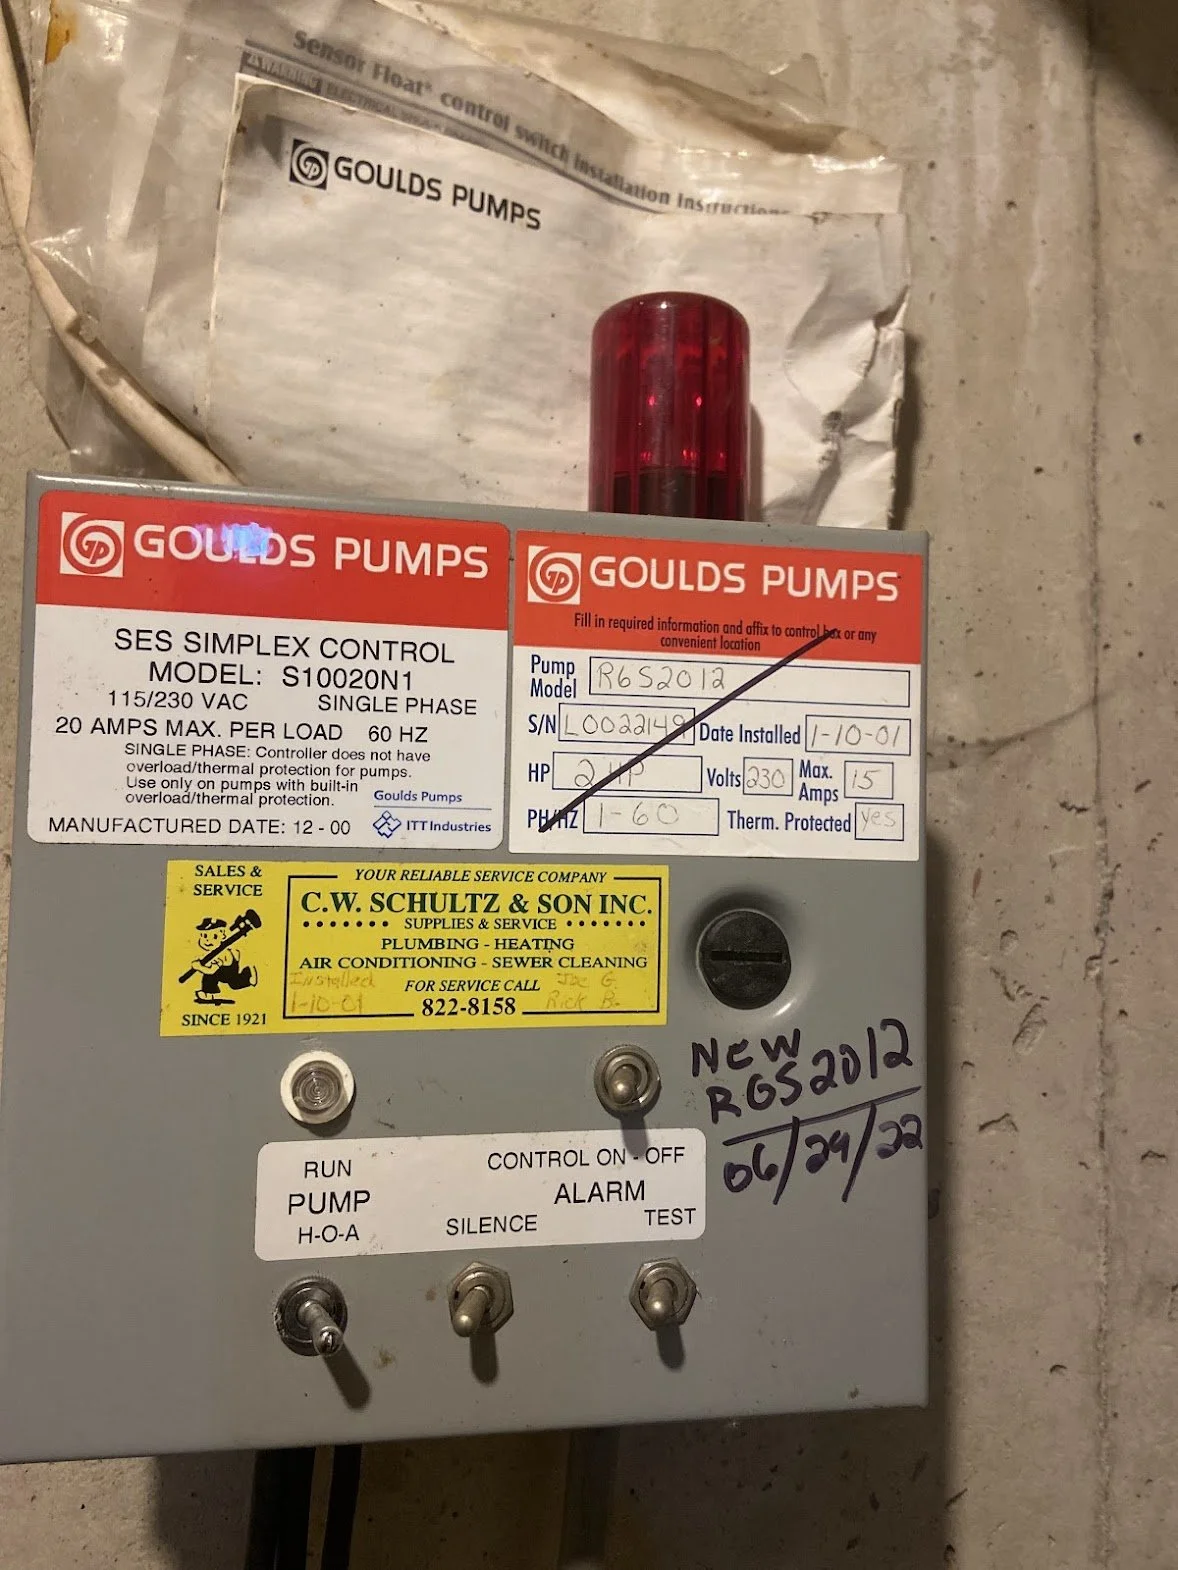 Sensor Float® control switch Installation Instructions
WARNING
GOULDS PUMPS
GOULDS PUMPS
SES SIMPLEX CONTROL
MODEL: S10020N1
115/230 VAC SINGLE PHASE
20 AMPS MAX. PER LOAD 60 HZ
SINGLE PHASE: Controller does not have
overload/thermal protection for pumps.
Use only on pumps with built-in
overload/thermal protection.
Goulds Pumps
ITT Industries
MANUFACTURED DATE: 12 - 00
GOULDS PUMPS
Fill in required information and affix to control box or any
convenient location
Pump Model RGS2012
S/N L0022149 Date Installed 1-10-01
HP 2 HP Volts 230 Max. Amps 15
PH/HZ 1-60 Therm. Protected yes
SALES &
SERVICE
SINCE 1921
YOUR RELIABLE SERVICE COMPANY
C.W. SCHULTZ & SON INC.
SUPPLIES & SERVICE
PLUMBING - HEATING
AIR CONDITIONING - SEWER CLEANING
Installed FOR SERVICE CALL Joe G.
1-10-01 822-8158 Rick B.
NEW
RGS2012
06/29/22
RUN
PUMP
H-O-A
CONTROL ON - OFF
ALARM
SILENCE TEST